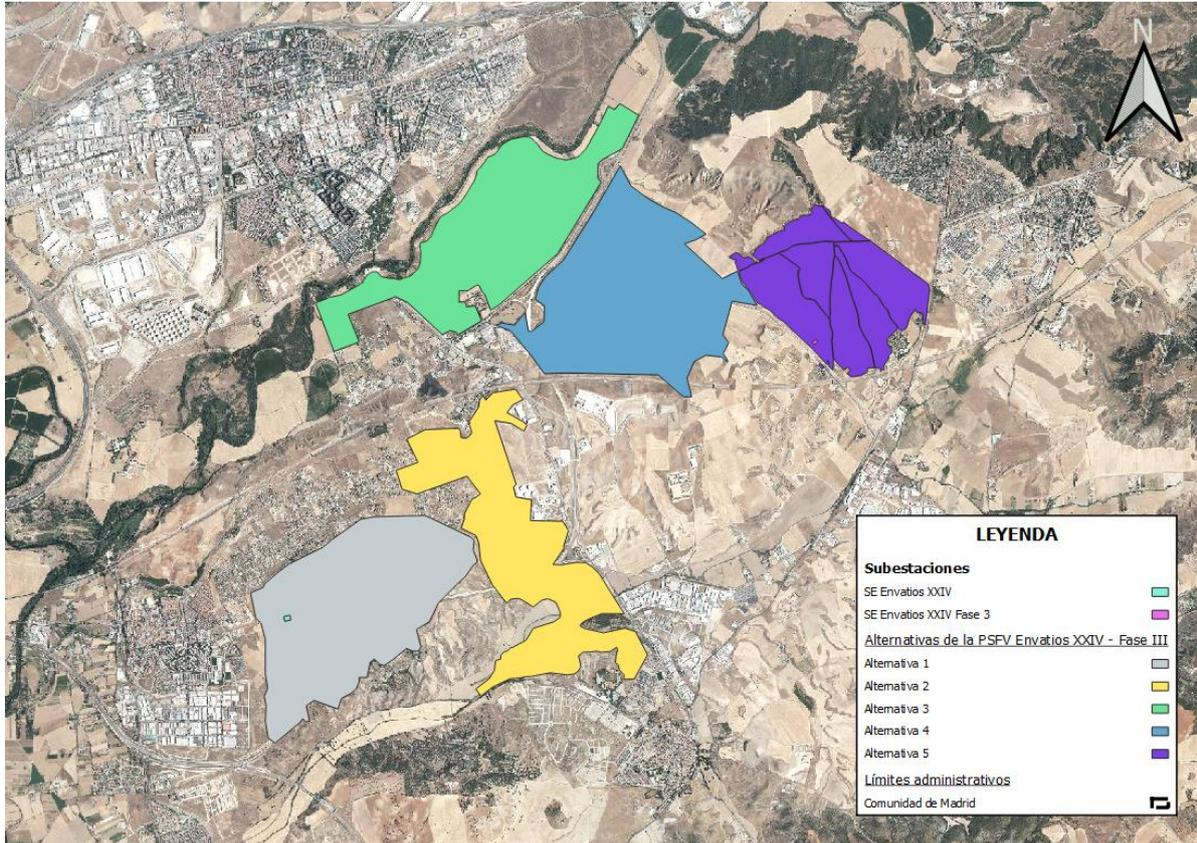 N
LEYENDA
Subestaciones
SE Envatios XXIV
SE Envatios XXIV Fase 3
Alternativas de la PSFV Envatios XXIV - Fase III
Alternativa 1
Alternativa 2
Alternativa 3
Alternativa 4
Alternativa 5
Límites administrativos
Comunidad de Madrid